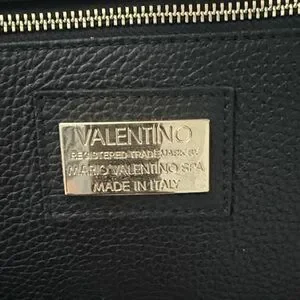 VALENTINO
REGISTERED TRADEMARK BY
MARIO VALENTINO SPA
MADE IN ITALY